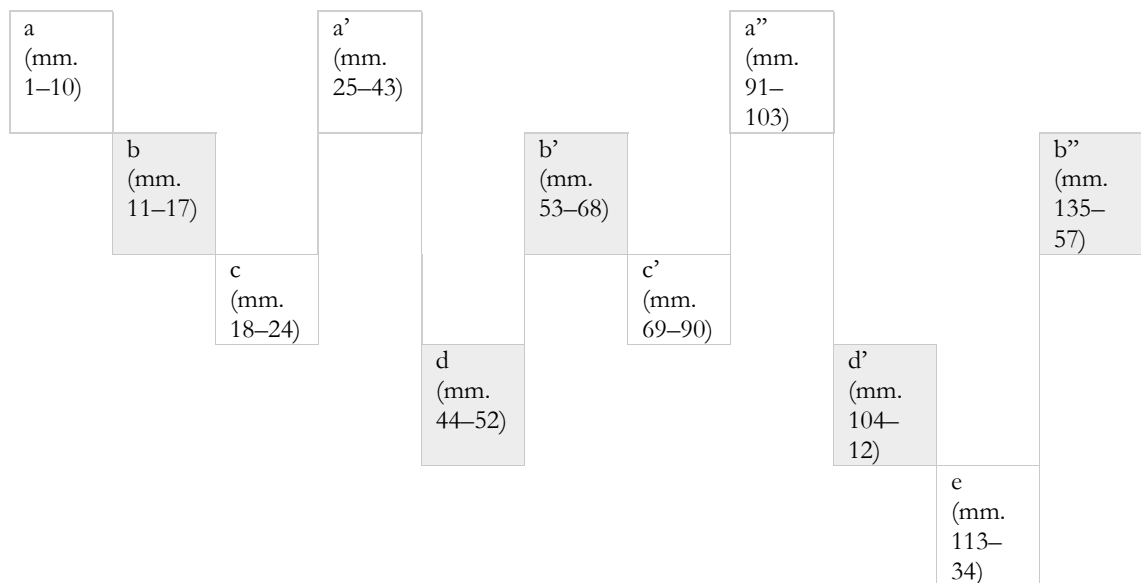 a
(mm.
1–10)
b
(mm.
11–17)
c
(mm.
18–24)
a’
(mm.
25–43)
d
(mm.
44–52)
b’
(mm.
53–68)
c’
(mm.
69–90)
a’’
(mm.
91–
103)
d’
(mm.
104–
12)
e
(mm.
113–
34)
b’’
(mm.
135–
57)